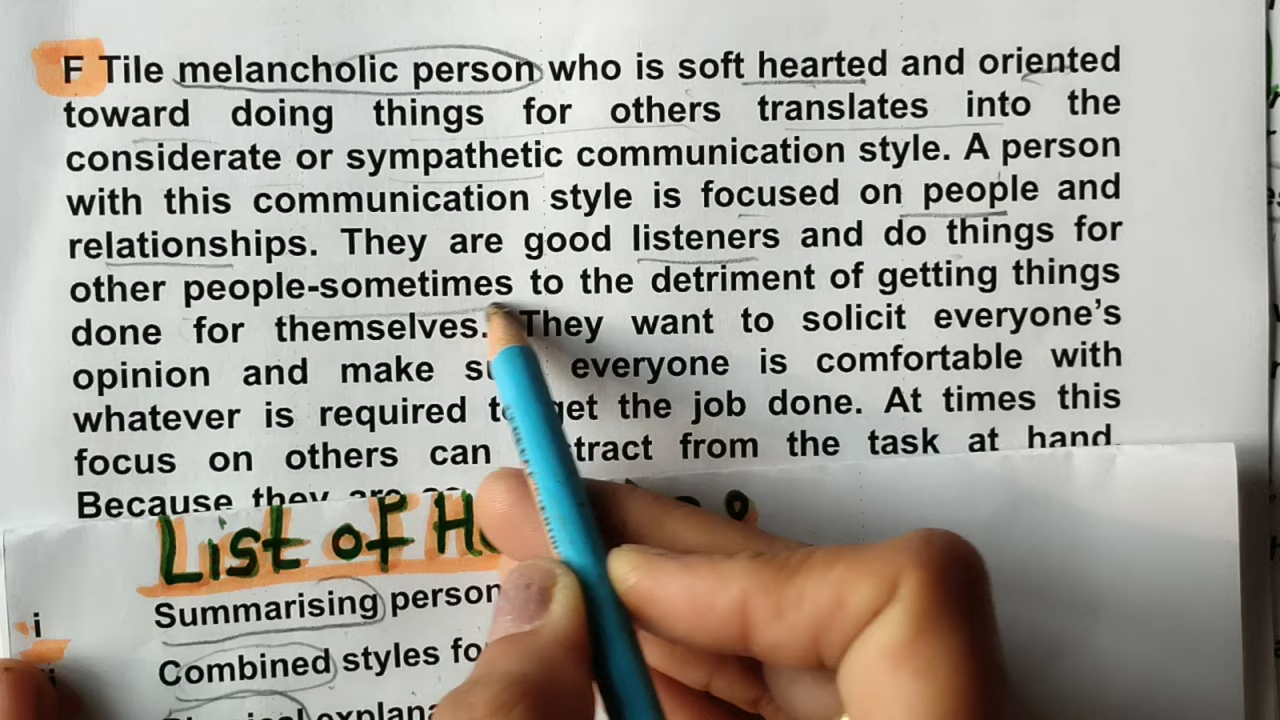 F Tile melancholic person who is soft hearted and oriented
toward doing things for others translates into the
considerate or sympathetic communication style. A person
with this communication style is focused on people and
relationships. They are good listeners and do things for
other people-sometimes to the detriment of getting things
done for themselves. They want to solicit everyone's
opinion and make everyone is comfortable with
whatever is required get the job done. At times this
focus on others can from the task at hand.
Because they are
List of
i Summarising person
Combined styles